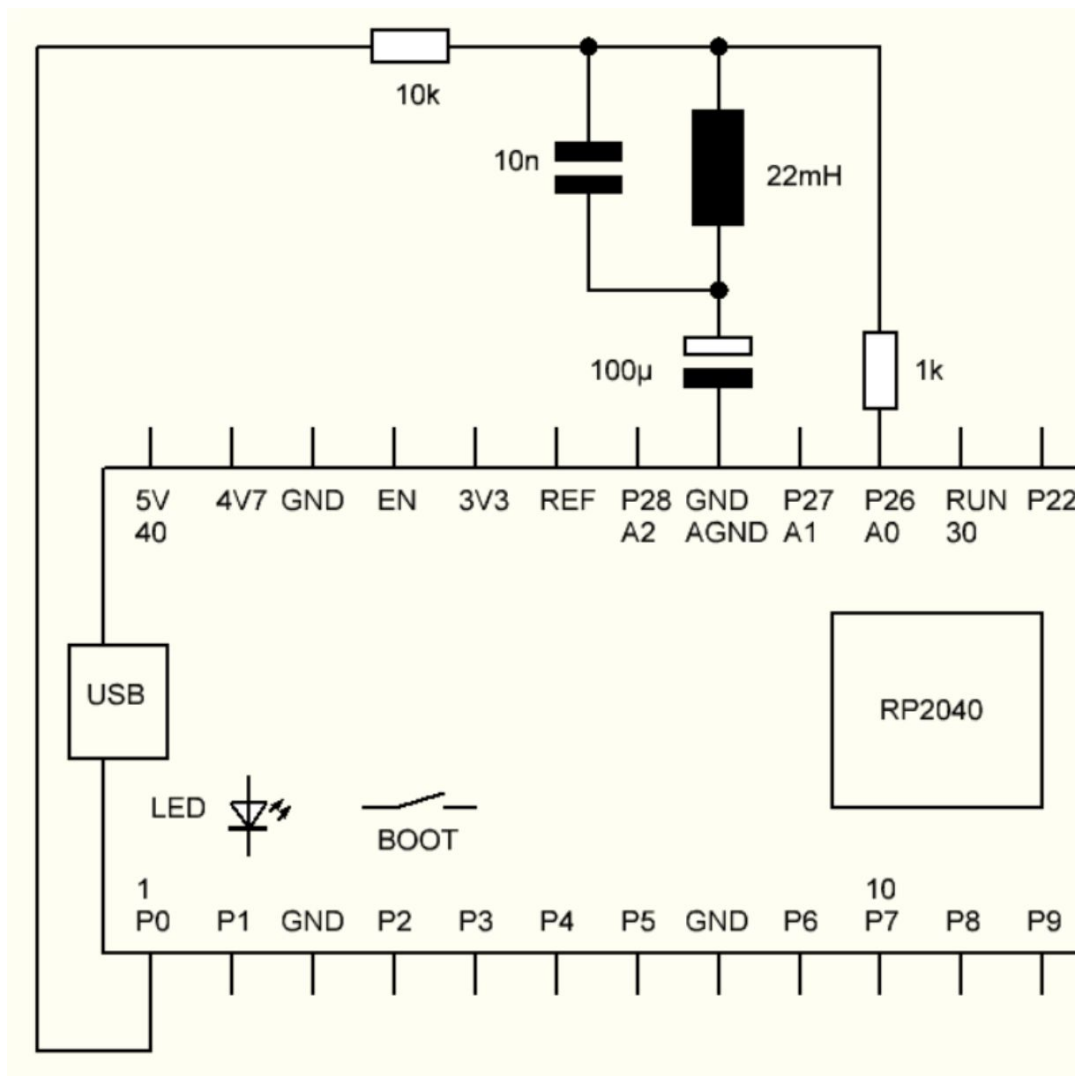 10k
10n
22mH
100µ
1k
5V 4V7 GND EN 3V3 REF P28 GND P27 P26 RUN P22
40 A2 AGND A1 A0 30
USB
RP2040
LED
BOOT
1 10
P0 P1 GND P2 P3 P4 P5 GND P6 P7 P8 P9